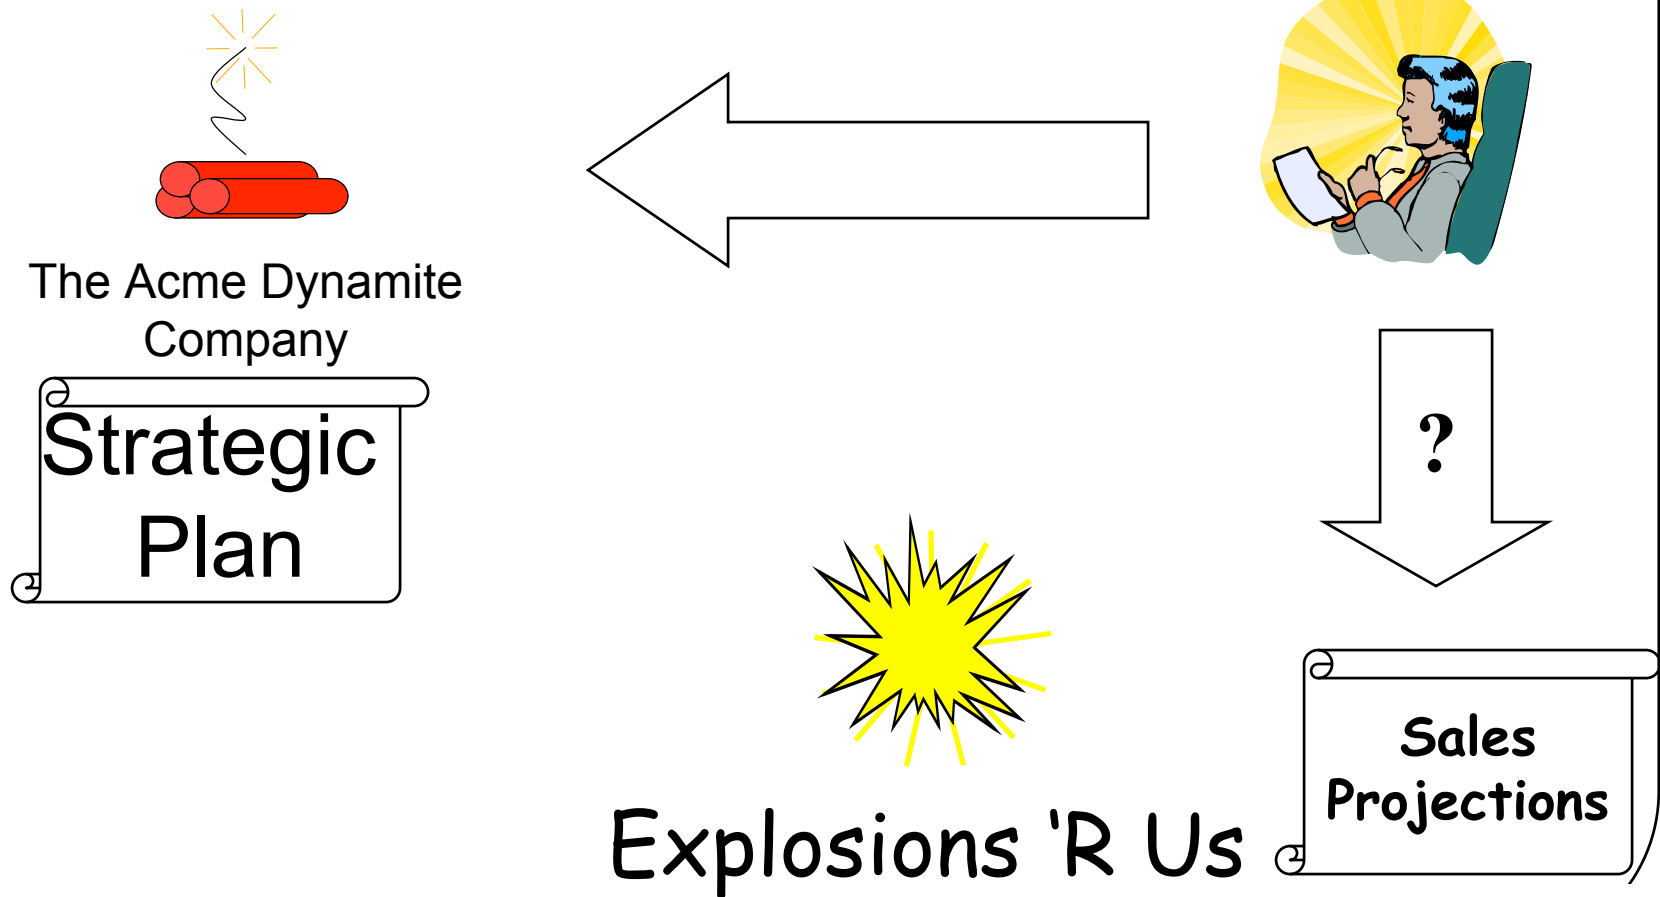 The Acme Dynamite
Company
Strategic
Plan
?
Sales
Projections
Explosions ‘R Us